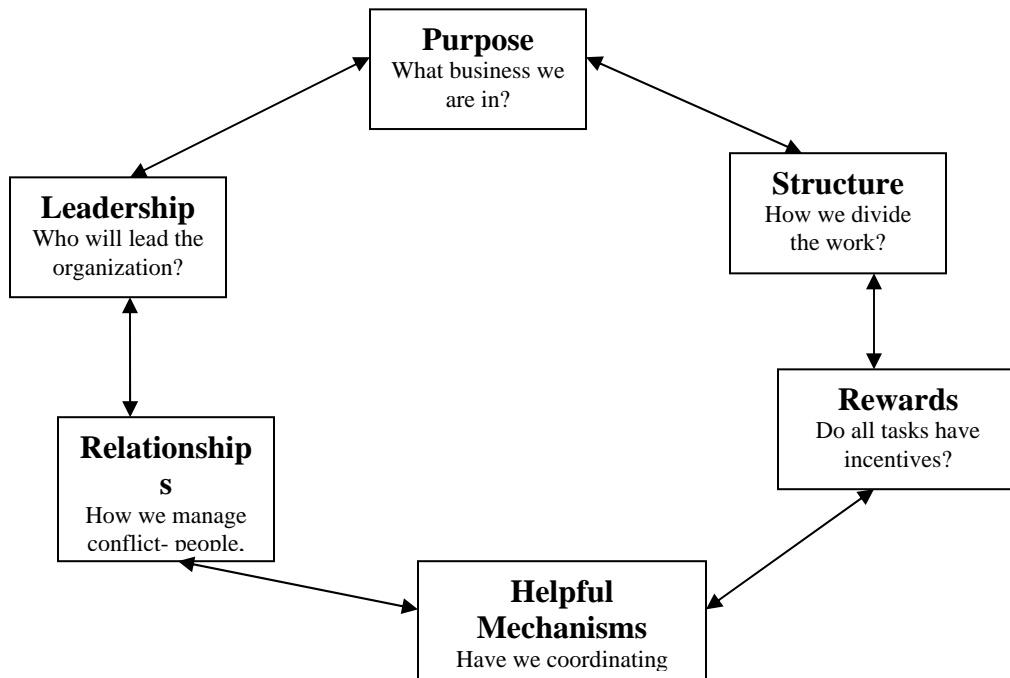 Purpose
What business we
are in?
Leadership
Who will lead the
organization?
Structure
How we divide
the work?
Relationship
s
How we manage
conflict- people,
Rewards
Do all tasks have
incentives?
Helpful
Mechanisms
Have we coordinating